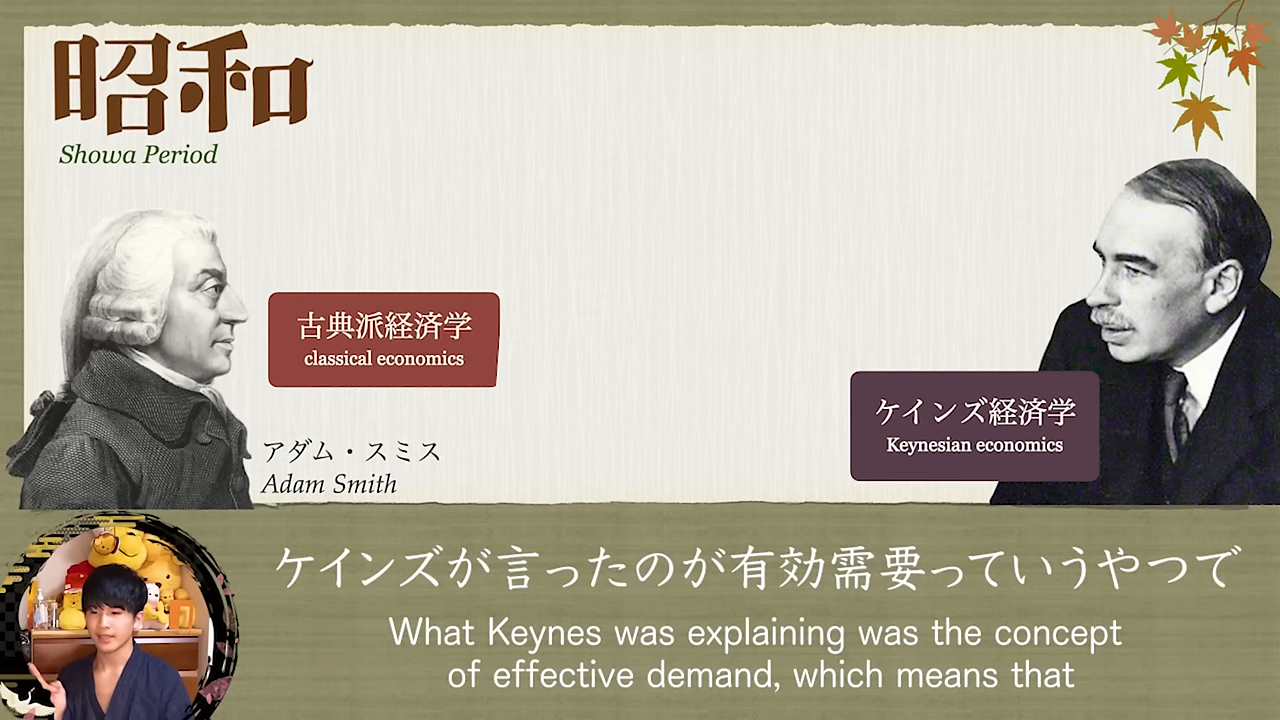 昭和
Showa Period
古典派経済学
classical economics
アダム・スミス
Adam Smith
ケインズ経済学
Keynesian economics
ケインズが言ったのが有効需要っていうやつで
What Keynes was explaining was the concept
of effective demand, which means that